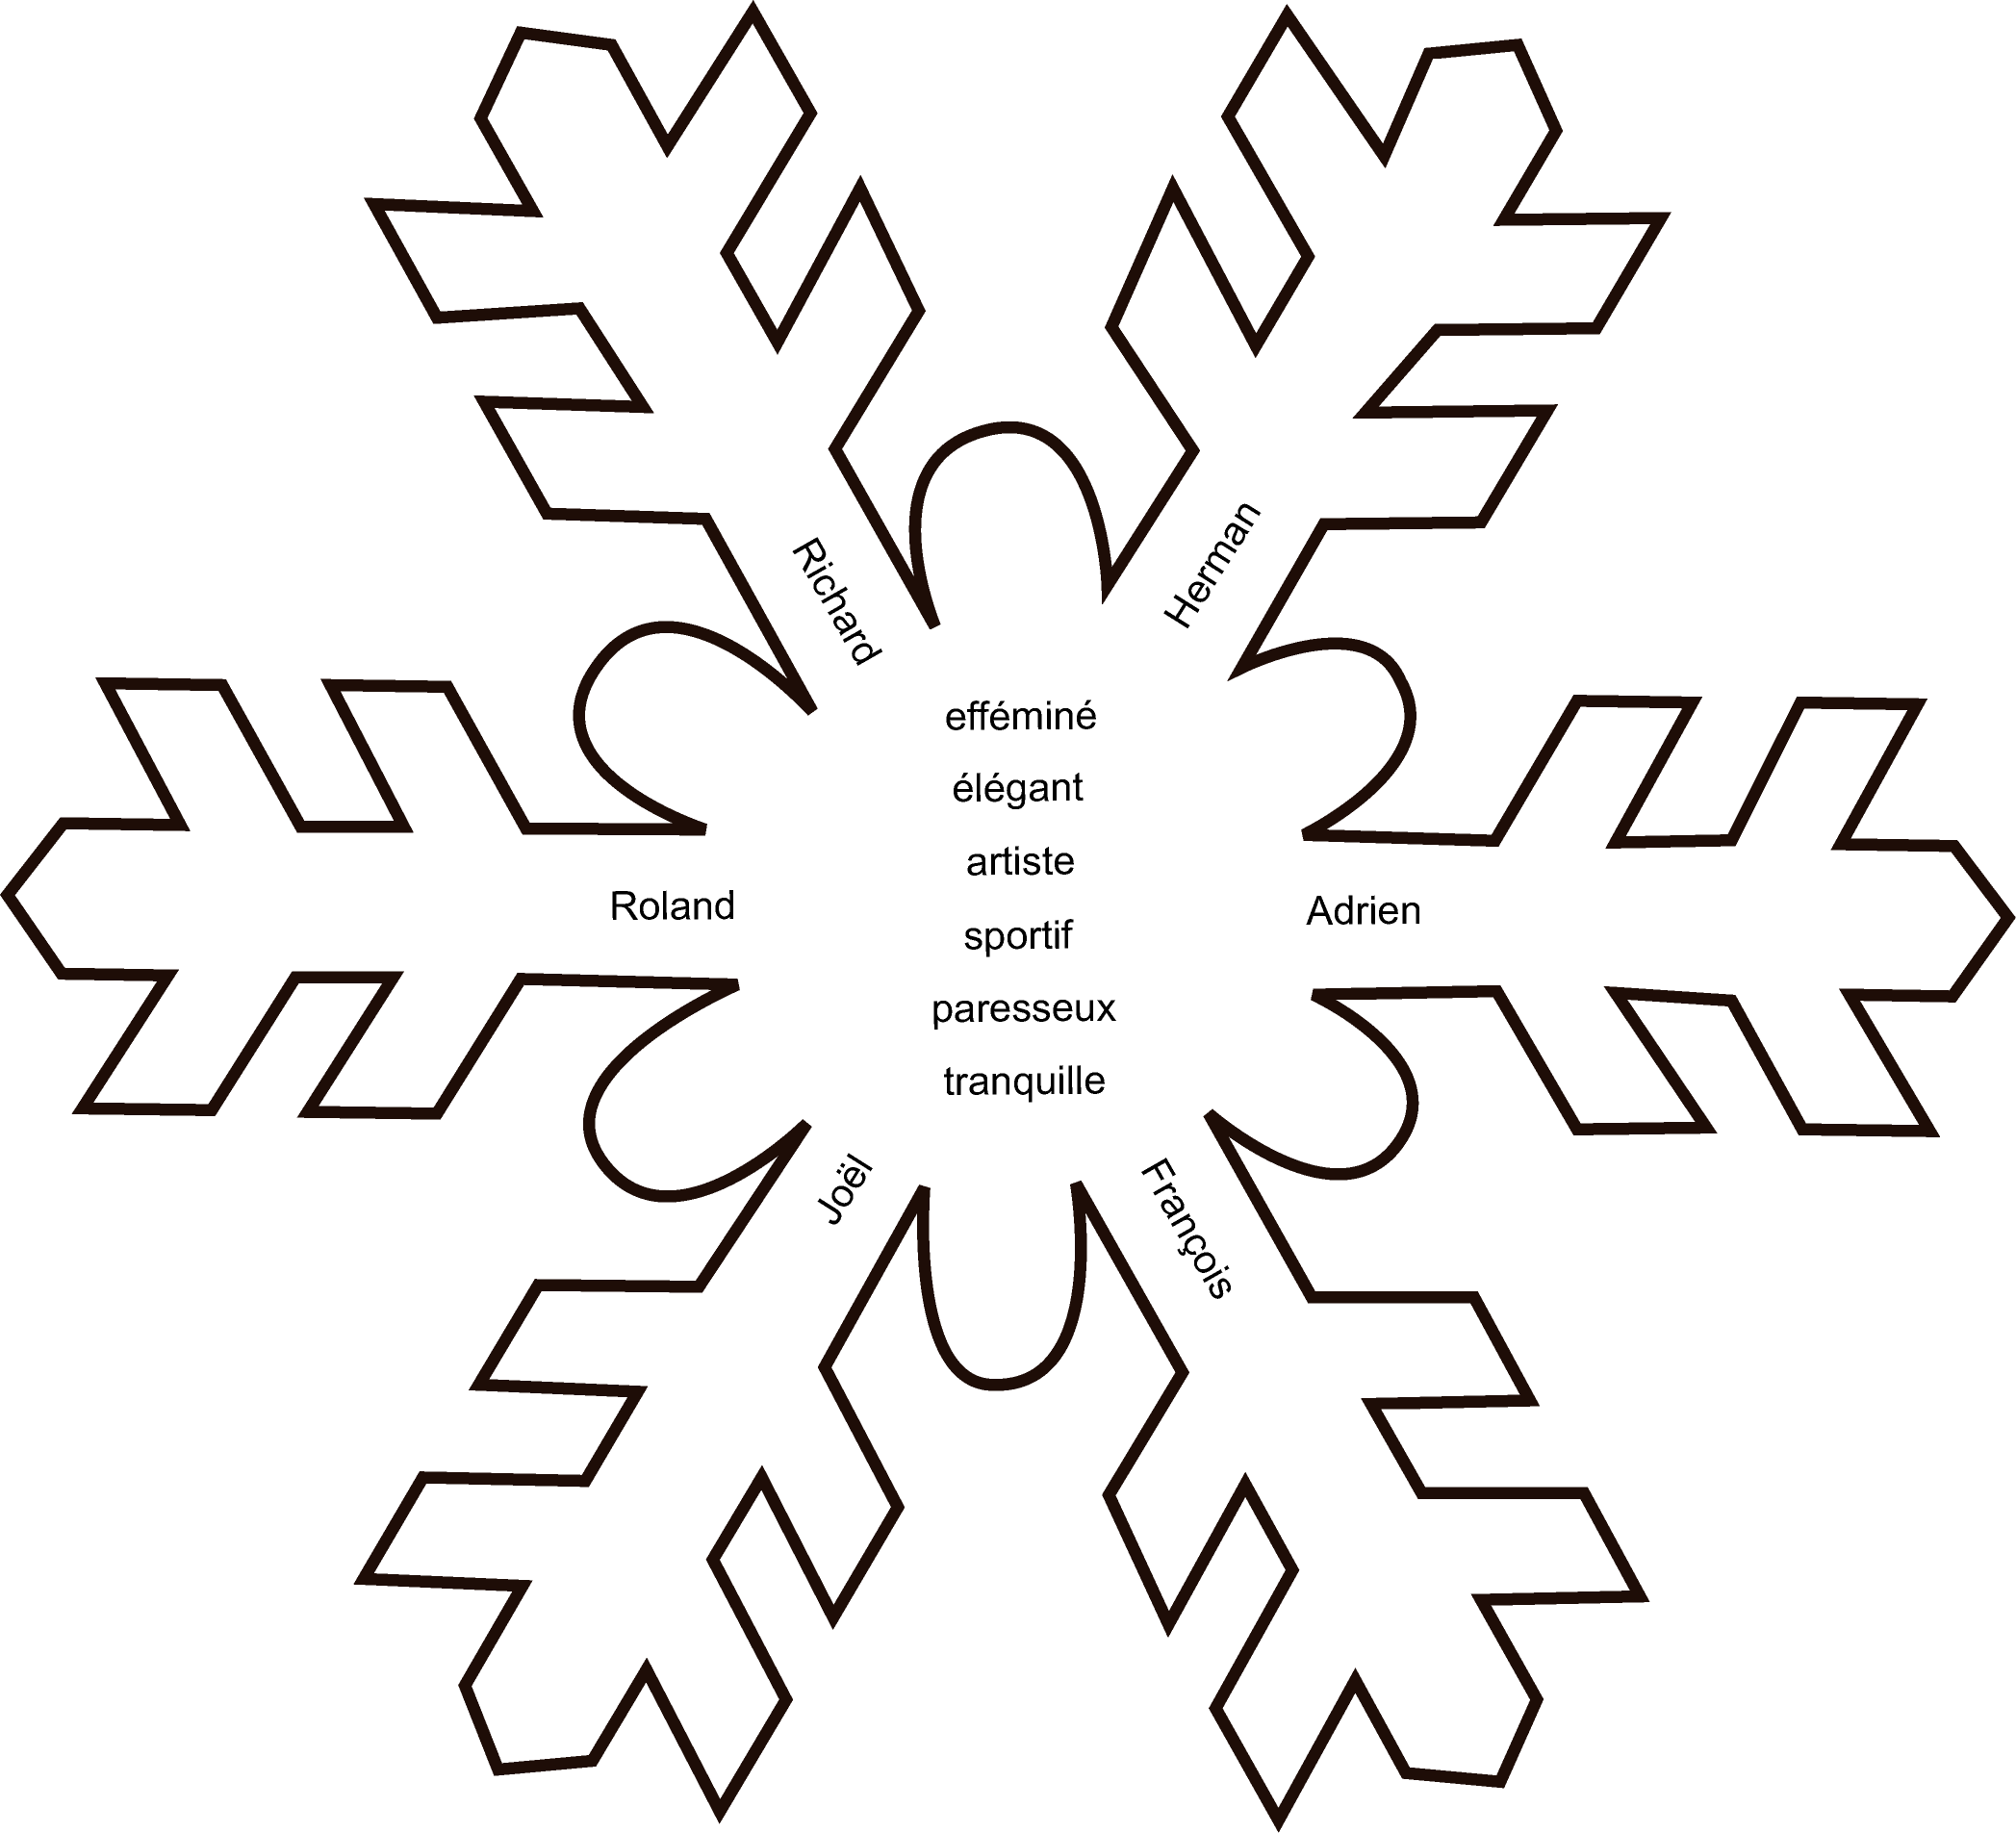 Richard
Herman
efféminé
élégant
artiste
Roland
Adrien
sportif
paresseux
tranquille
Joël
François